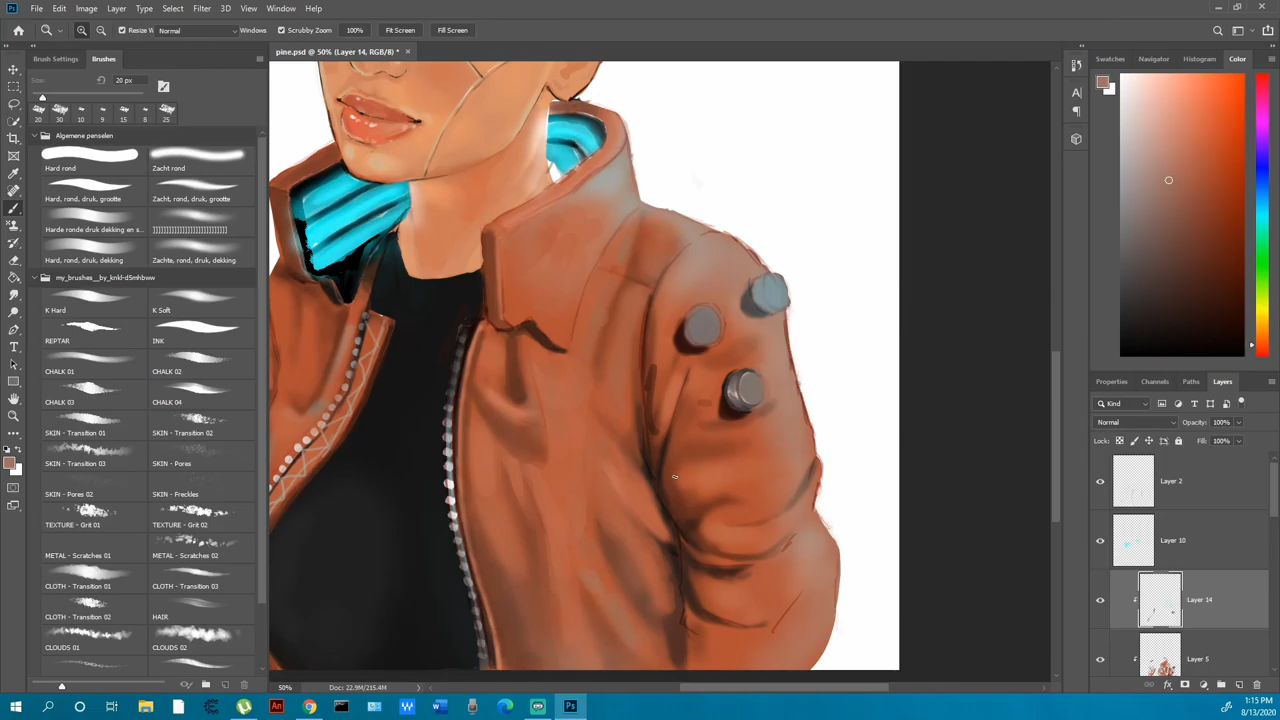 File Edit Image Layer Type Select Filter 3D View Window Help
Resize W Normal Windows Scrubby Zoom 100% Fit Screen Fill Screen
pine.psd @ 50% (Layer 14, RGB/8) *
Brush Settings Brushes
Size: 20 px
20 30 10 9 15 8 25
Algemene penselen
Hard rond Zacht rond
Hard, rond, druk, grootte Zacht, rond, druk, grootte
Harde ronde druk dekking en s...
Hard, rond, druk, dekking Zachte, rond, druk, dekking
my_brushes__by_knkl-d5mhbww
K Hard K Soft
REPTAR INK
CHALK 01 CHALK 02
CHALK 03 CHALK 04
SKIN - Transition 01 SKIN - Transition 02
SKIN - Transition 03 SKIN - Pores
SKIN - Pores 02 SKIN - Freckles
TEXTURE - Grit 01 TEXTURE - Grit 02
METAL - Scratches 01 METAL - Scratches 02
CLOTH - Transition 01 CLOTH - Transition 03
CLOTH - Transition 02 HAIR
CLOUDS 01 CLOUDS 02
50% Doc: 22.9M/215.4M
Swatches Navigator Histogram Color
Properties Channels Paths Layers
Kind
Normal Opacity: 100%
Lock: Fill: 100%
Layer 2
Layer 10
Layer 14
Layer 5
1:15 PM
8/13/2020